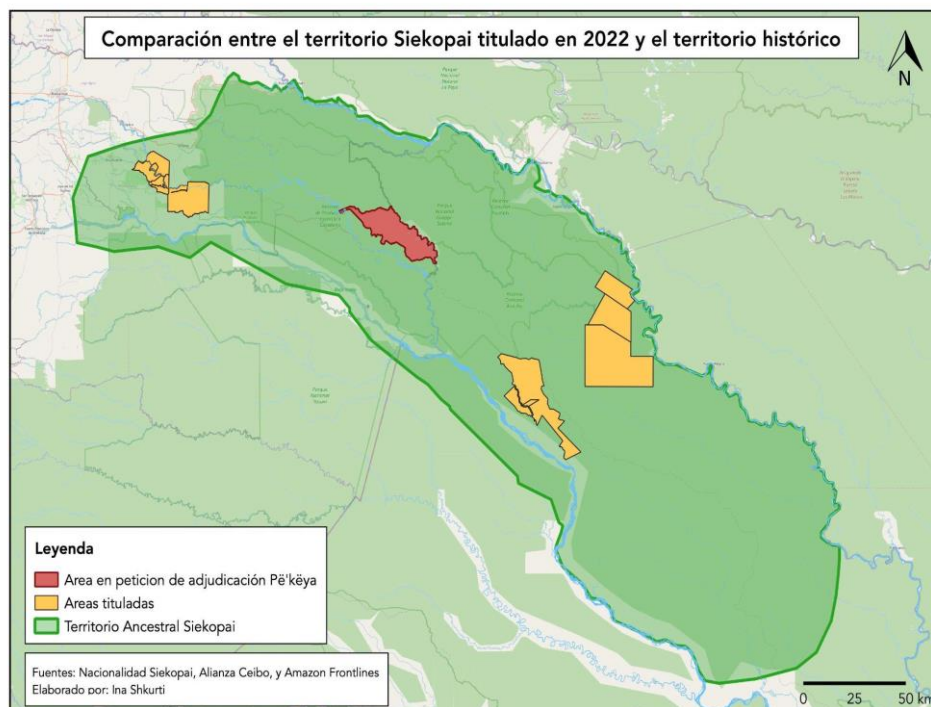 Comparación entre el territorio Siekopai titulado en 2022 y el territorio histórico
N
Leyenda
Area en peticion de adjudicación Pë'këya
Areas tituladas
Territorio Ancestral Siekopai
Fuentes: Nacionalidad Siekopai, Alianza Ceibo, y Amazon Frontlines
Elaborado por: Ina Shkurti
0 25 50 km